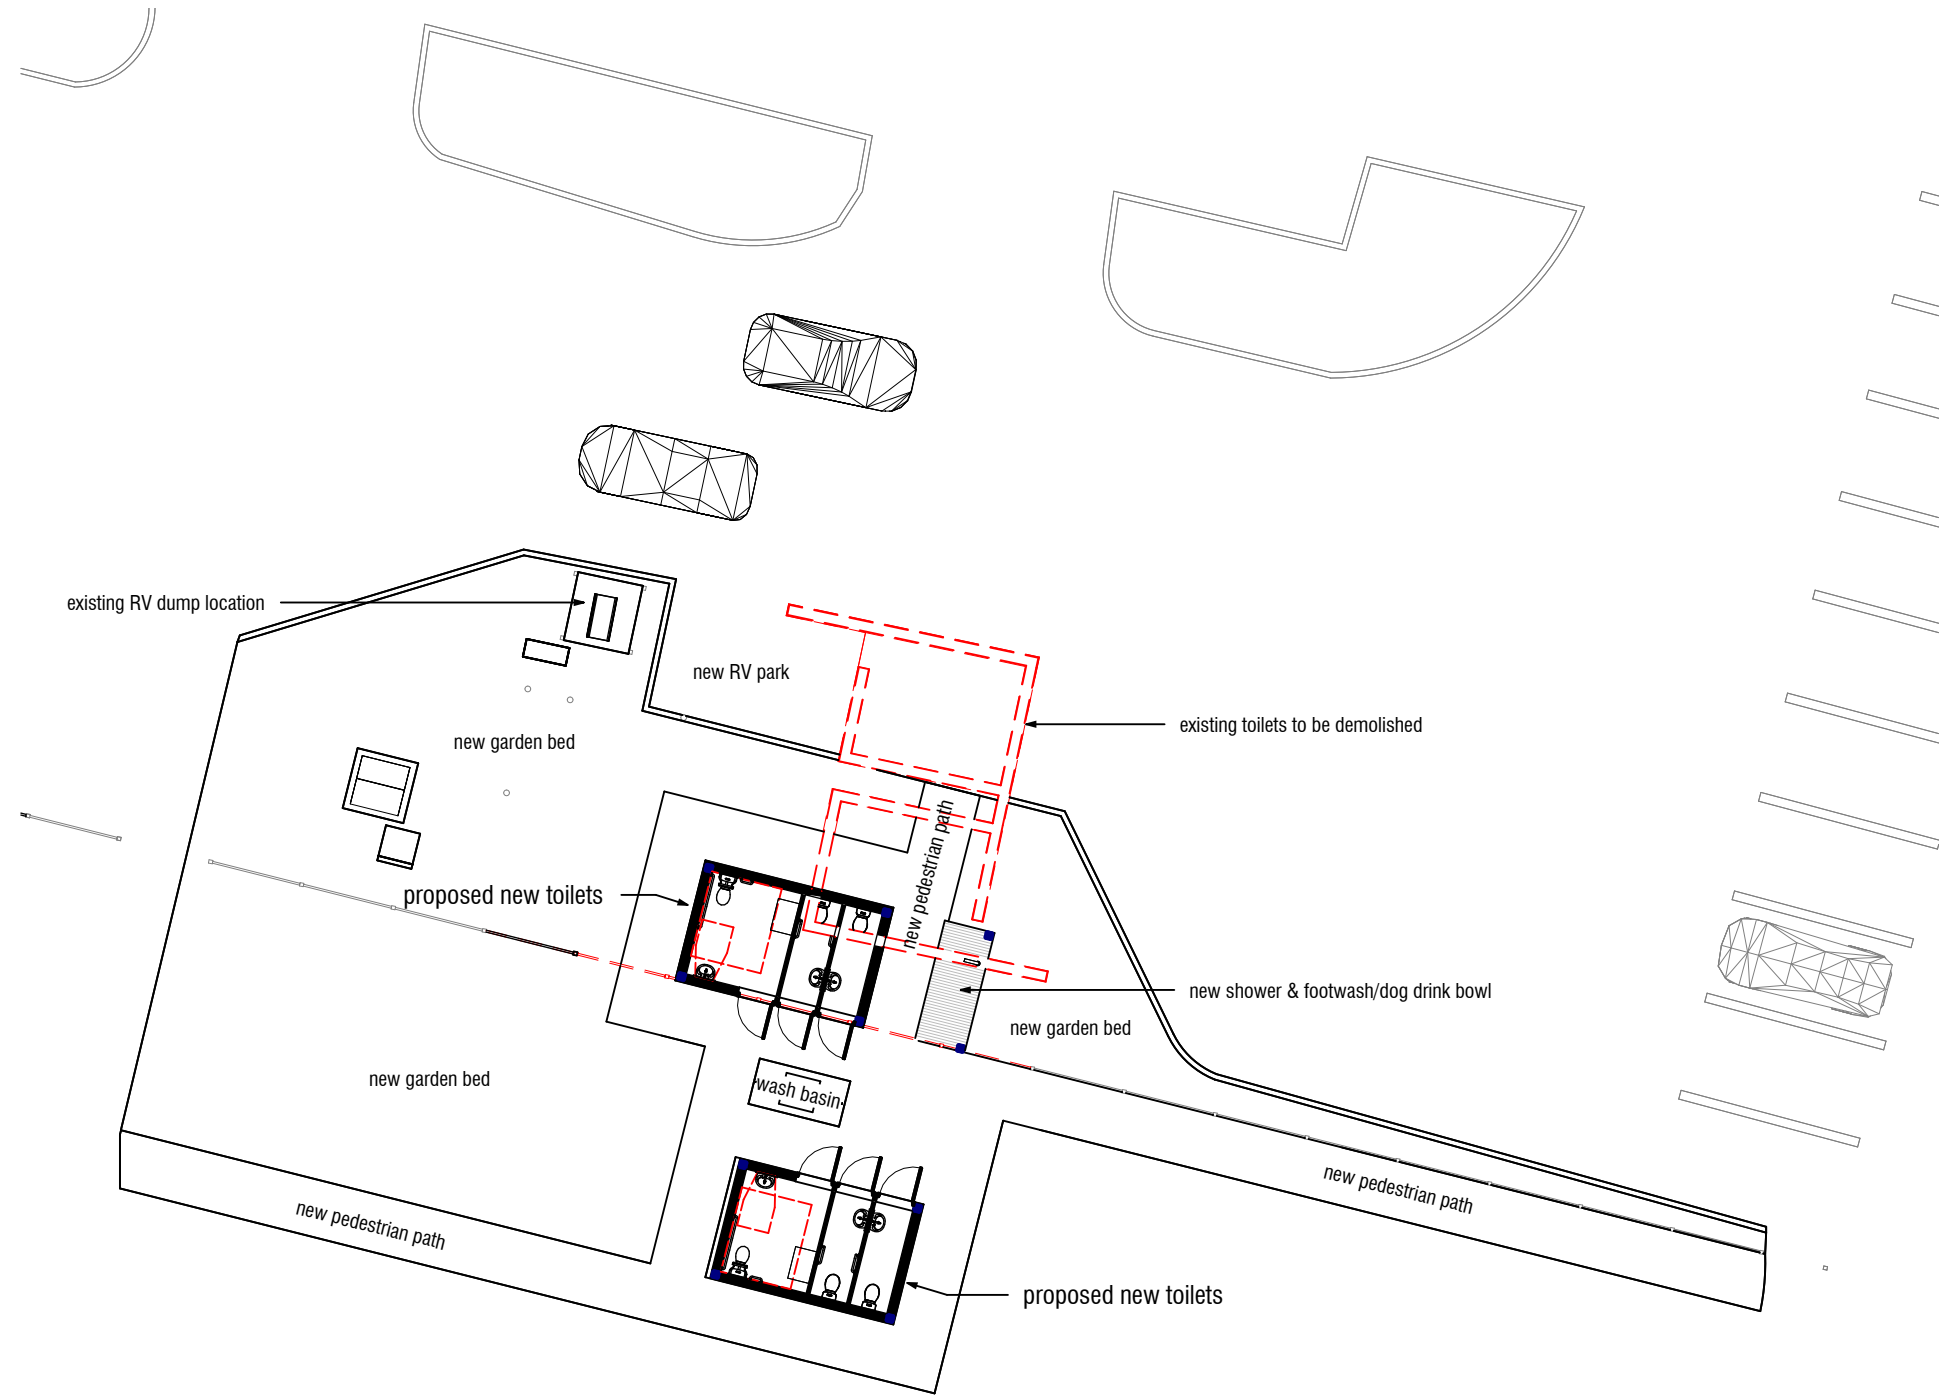 existing RV dump location
new RV park
existing toilets to be demolished
new garden bed
proposed new toilets
new pedestrian path
new shower & footwash/dog drink bowl
new garden bed
new garden bed
wash basin
new pedestrian path
new pedestrian path
proposed new toilets